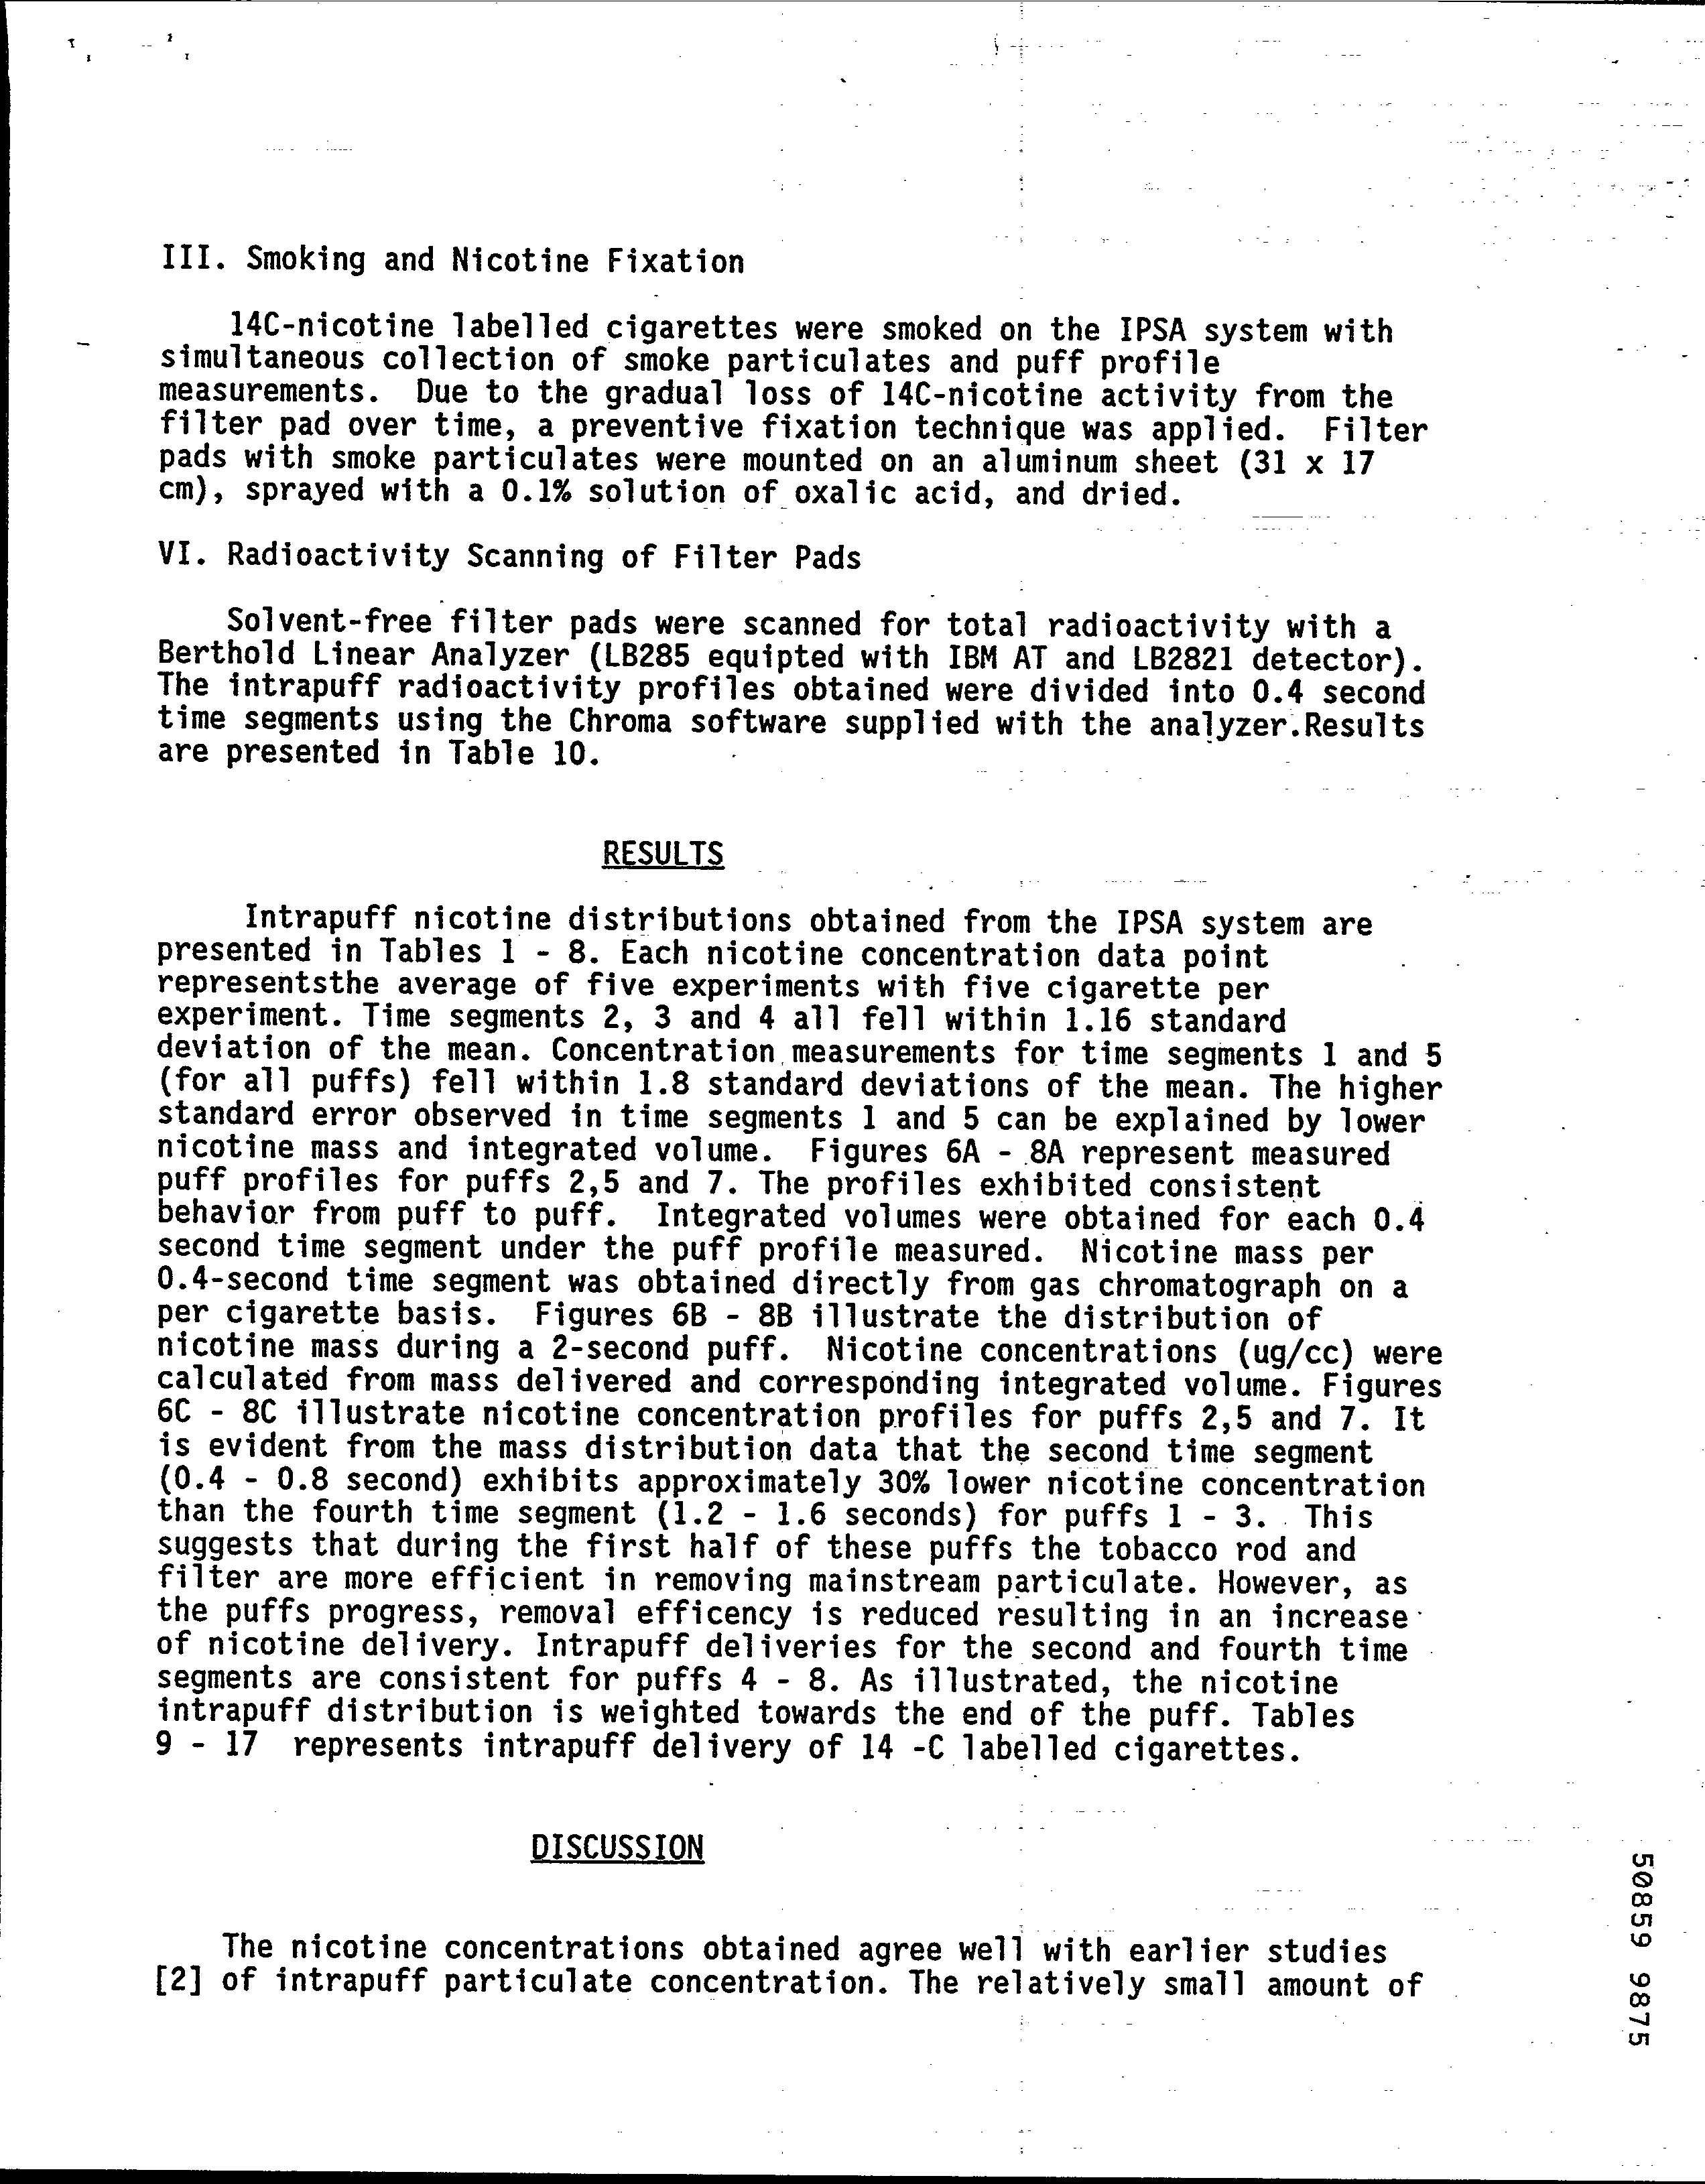 III. Smoking and Nicotine Fixation
14C-nicotine labelled cigarettes were smoked on the IPSA system with
simultaneous collection of smoke particulates and puff profile
measurements.  Due to the gradual loss of 14C-nicotine activity from the
filter pad over time, a preventive fixation technique was applied.  Filter
pads with smoke particulates were mounted on an aluminum sheet (31 x 17
cm), sprayed with a 0.1% solution of oxalic acid, and dried.
VI. Radioactivity Scanning of Filter Pads
Solvent-free filter pads were scanned for total radioactivity with a
Berthold Linear Analyzer (LB285 equipted with IBM AT and LB2821 detector).
The intrapuff radioactivity profiles obtained were divided into 0.4 second
time segments using the Chroma software supplied with the analyzer.Results
are presented in Table 10.
RESULTS
Intrapuff nicotine distributions obtained from the IPSA system are
presented in Tables 1 - 8. Each nicotine concentration data point
representsthe average of five experiments with five cigarette per
experiment. Time segments 2, 3 and 4 all fell within 1.16 standard
deviation of the mean. Concentration measurements for time segments 1 and 5
(for all puffs) fell within 1.8 standard deviations of the mean. The higher
standard error observed in time segments 1 and 5 can be explained by lower
nicotine mass and integrated volume.  Figures 6A - 8A represent measured
puff profiles for puffs 2,5 and 7. The profiles exhibited consistent
behavior from puff to puff.  Integrated volumes were obtained for each 0.4
second time segment under the puff profile measured.  Nicotine mass per
0.4-second time segment was obtained directly from gas chromatograph on a
per cigarette basis.  Figures 6B - 8B illustrate the distribution of
nicotine mass during a 2-second puff.  Nicotine concentrations (ug/cc) were
calculated from mass delivered and corresponding integrated volume. Figures
6C - 8C illustrate nicotine concentration profiles for puffs 2,5 and 7. It
is evident from the mass distribution data that the second time segment
(0.4 - 0.8 second) exhibits approximately 30% lower nicotine concentration
than the fourth time segment (1.2 - 1.6 seconds) for puffs 1 - 3.  This
suggests that during the first half of these puffs the tobacco rod and
filter are more efficient in removing mainstream particulate. However, as
the puffs progress, removal efficency is reduced resulting in an increase
of nicotine delivery. Intrapuff deliveries for the second and fourth time
segments are consistent for puffs 4 - 8. As illustrated, the nicotine
intrapuff distribution is weighted towards the end of the puff. Tables
9 - 17  represents intrapuff delivery of 14 -C labelled cigarettes.
DISCUSSION
The nicotine concentrations obtained agree well with earlier studies
[2] of intrapuff particulate concentration. The relatively small amount of
50859 9875